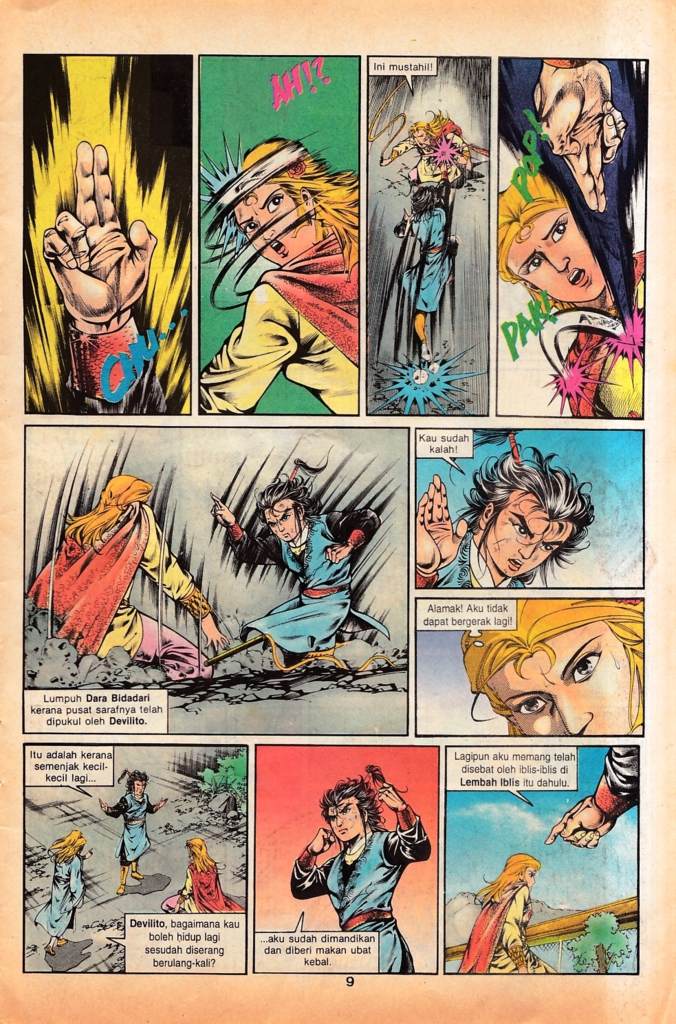 CHU...
AH!?
Ini mustahil!
POP!
PAK!
Lumpuh Dara Bidadari
kerana pusat sarafnya telah
dipukul oleh Devilito.
Kau sudah
kalah!
Alamak! Aku tidak
dapat bergerak lagi!
Itu adalah kerana
semenjak kecil-
kecil lagi...
Devilito, bagaimana kau
boleh hidup lagi
sesudah diserang
berulang-kali?
...aku sudah dimandikan
dan diberi makan ubat
kebal.
Lagipun aku memang telah
disebat oleh iblis-iblis di
Lembah Iblis itu dahulu.
9